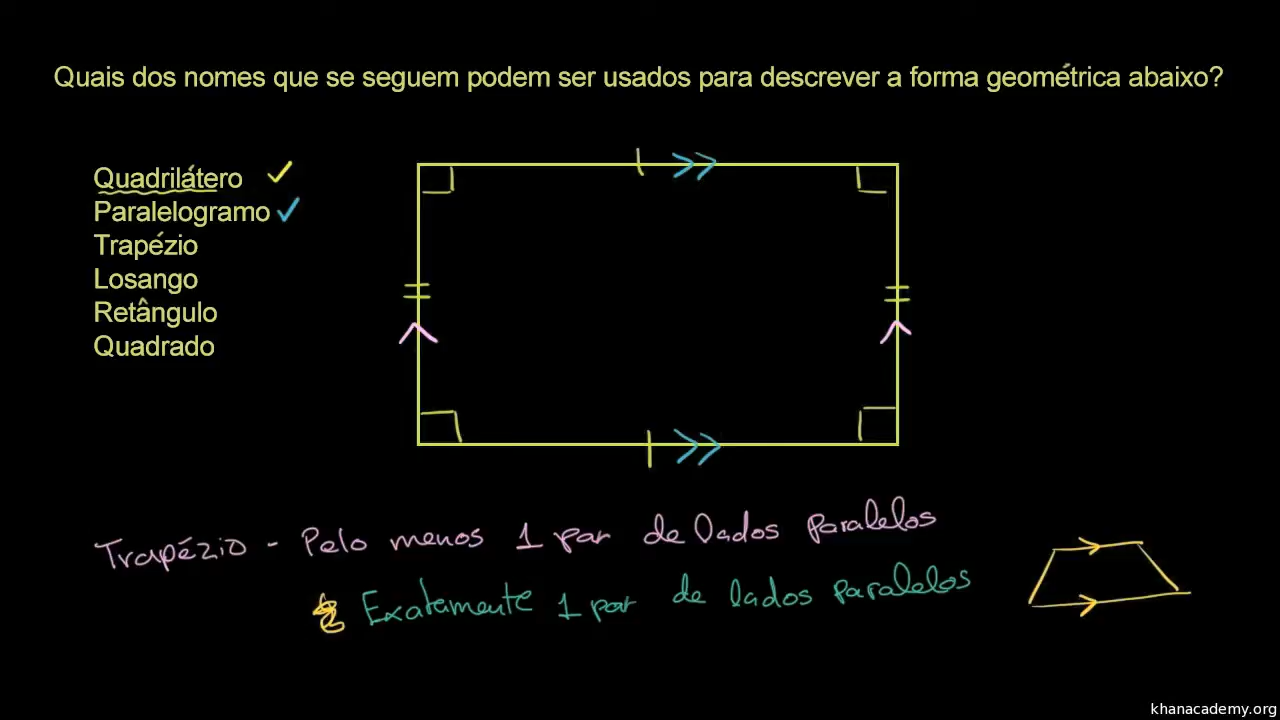 Quais dos nomes que se seguem podem ser usados para descrever a forma geométrica abaixo?
Quadrilátero
Paralelogramo
Trapézio
Losango
Retângulo
Quadrado
Trapézio - Pelo menos 1 par de lados paralelos
Exatamente 1 par de lados paralelos
khanacademy.org